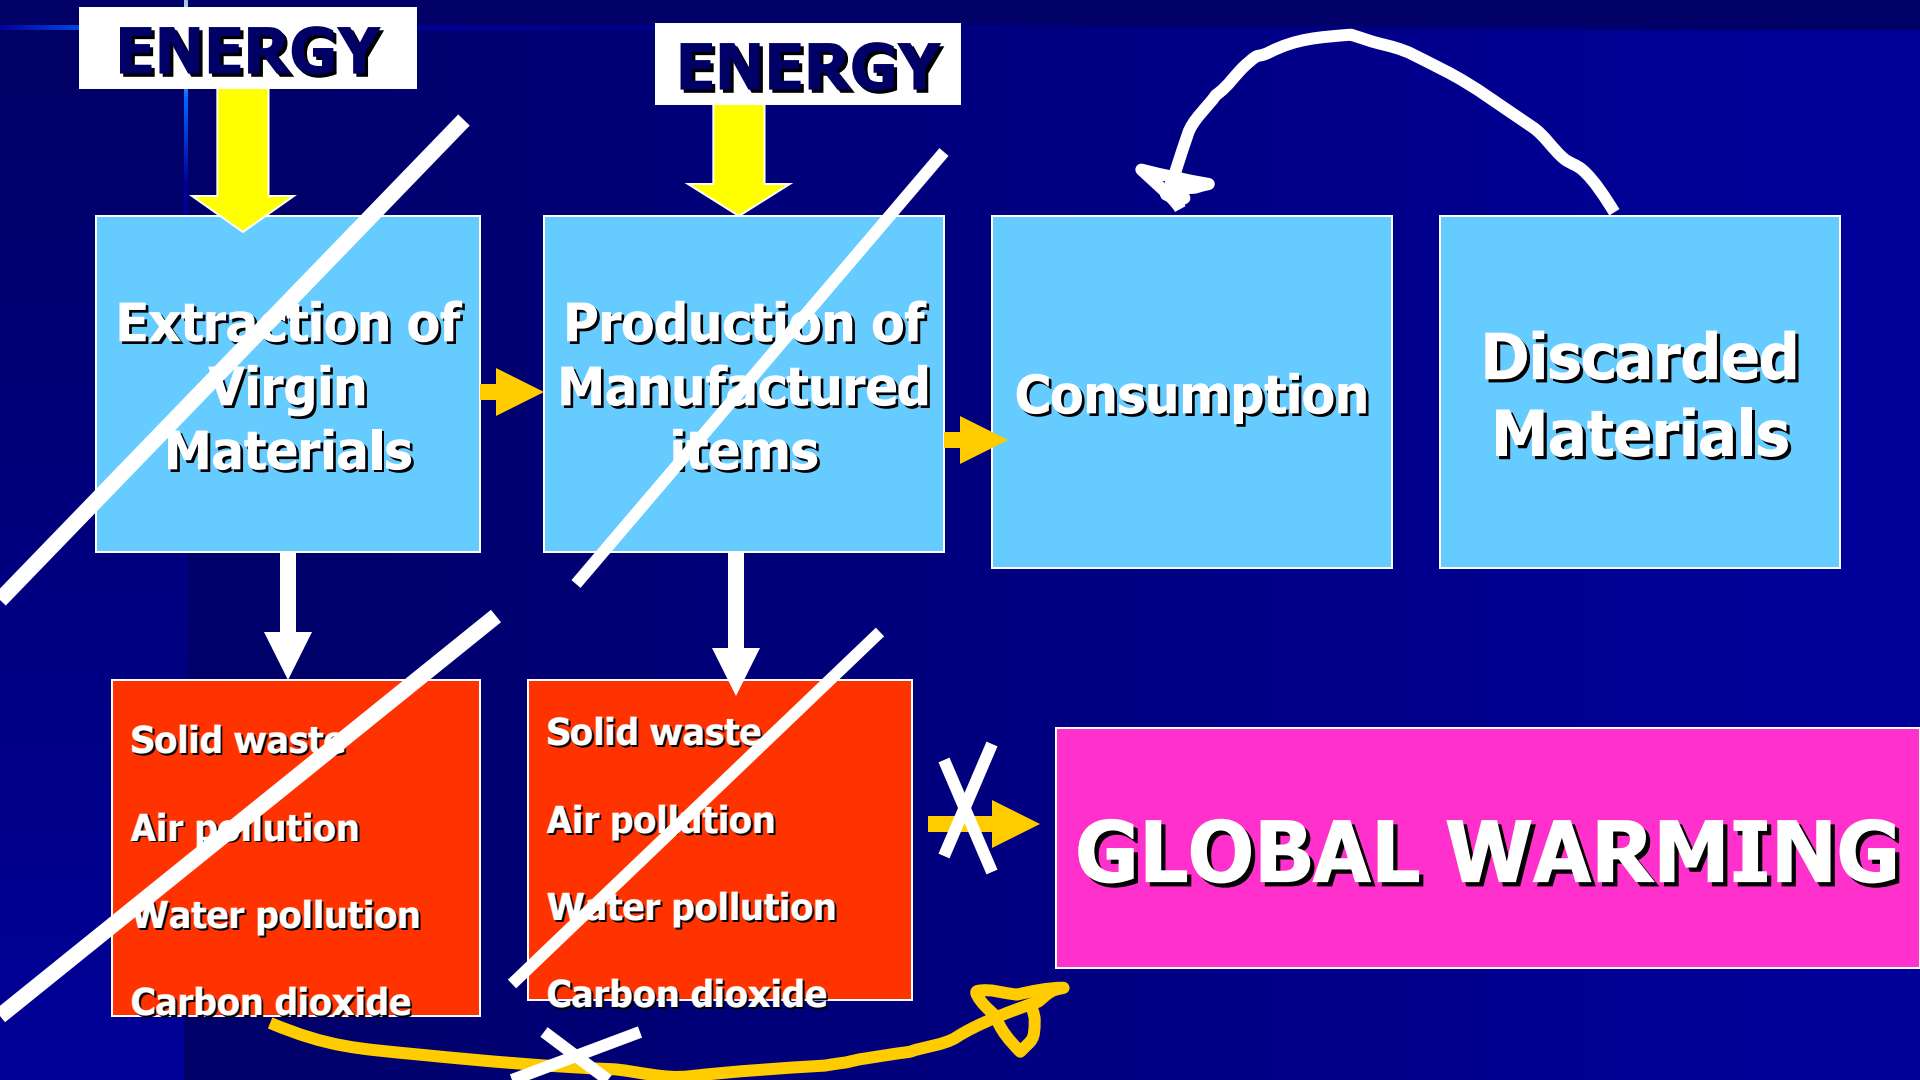 ENERGY
ENERGY
Extraction of
Virgin
Materials
Production of
Manufactured
items
Consumption
Discarded
Materials
Solid waste
Air pollution
Water pollution
Carbon dioxide
Solid waste
Air pollution
Water pollution
Carbon dioxide
GLOBAL WARMING